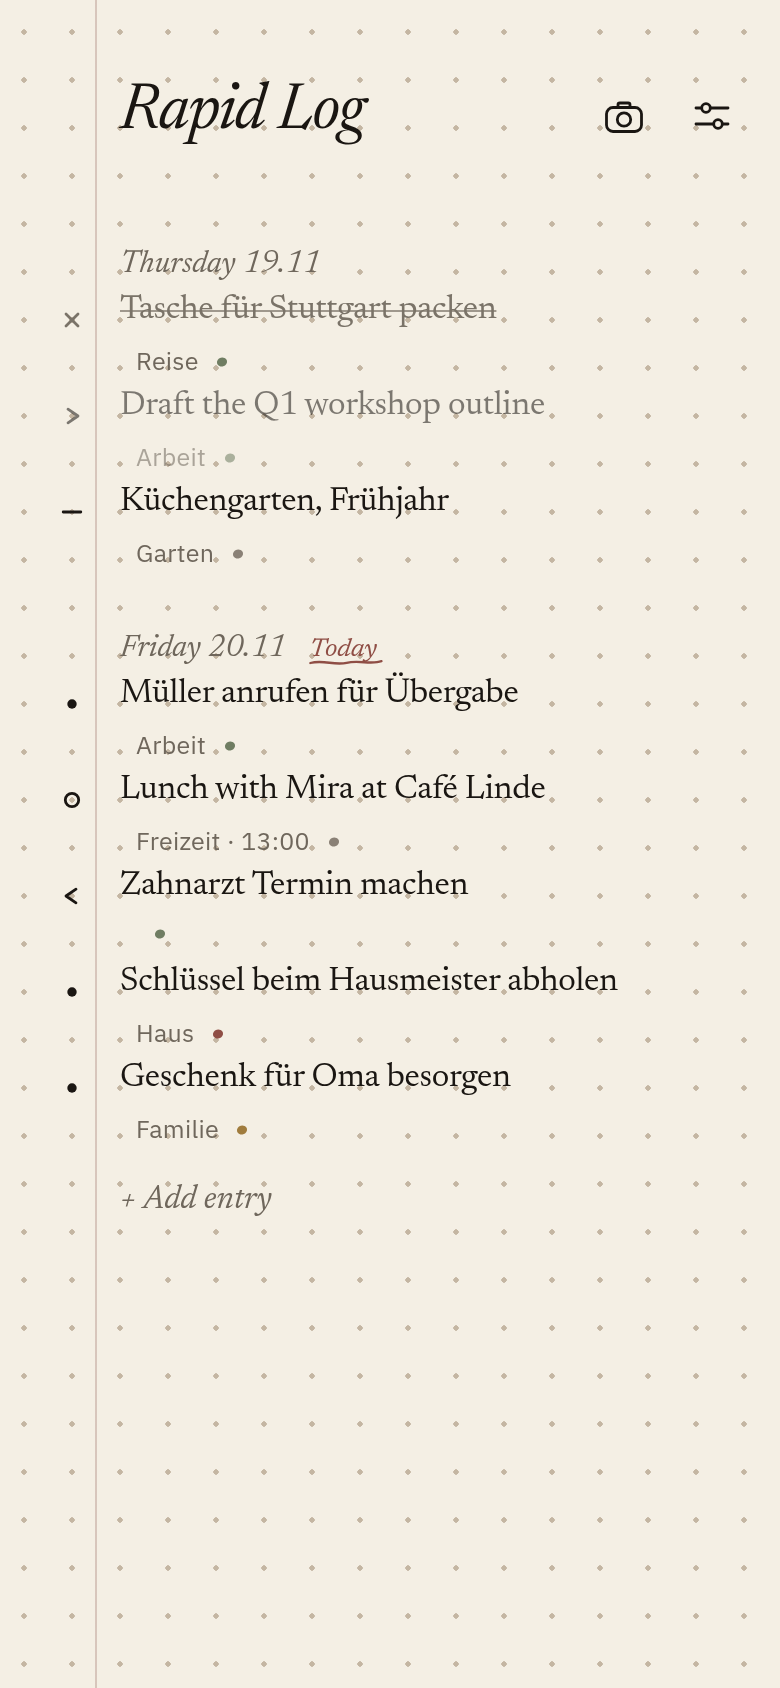 Rapid Log
Thursday 19.11
Tasche für Stuttgart packen
Reise
Draft the Q1 workshop outline
Arbeit
Küchengarten, Frühjahr
Garten
Friday 20.11 Today
Müller anrufen für Übergabe
Arbeit
Lunch with Mira at Café Linde
Freizeit · 13:00
Zahnarzt Termin machen
Schlüssel beim Hausmeister abholen
Haus
Geschenk für Oma besorgen
Familie
+ Add entry